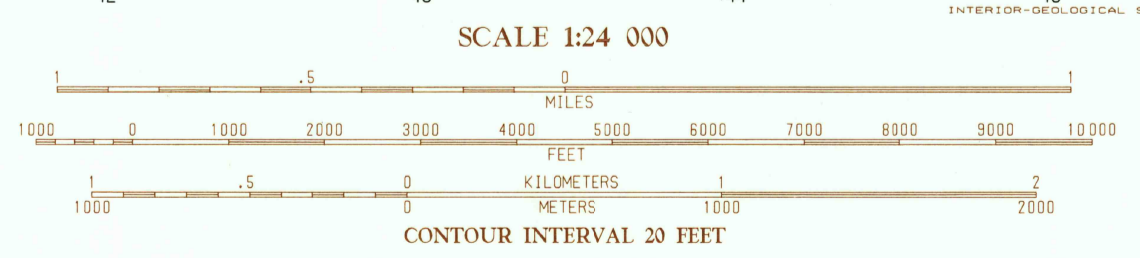 INTERIOR-GEOLOGICAL
SCALE 1:24 000
1 .5 0 1
MILES
1000 0 1000 2000 3000 4000 5000 6000 7000 8000 9000 10000
FEET
1 .5 0 KILOMETERS 1 2
1000 0 METERS 1000 2000
CONTOUR INTERVAL 20 FEET